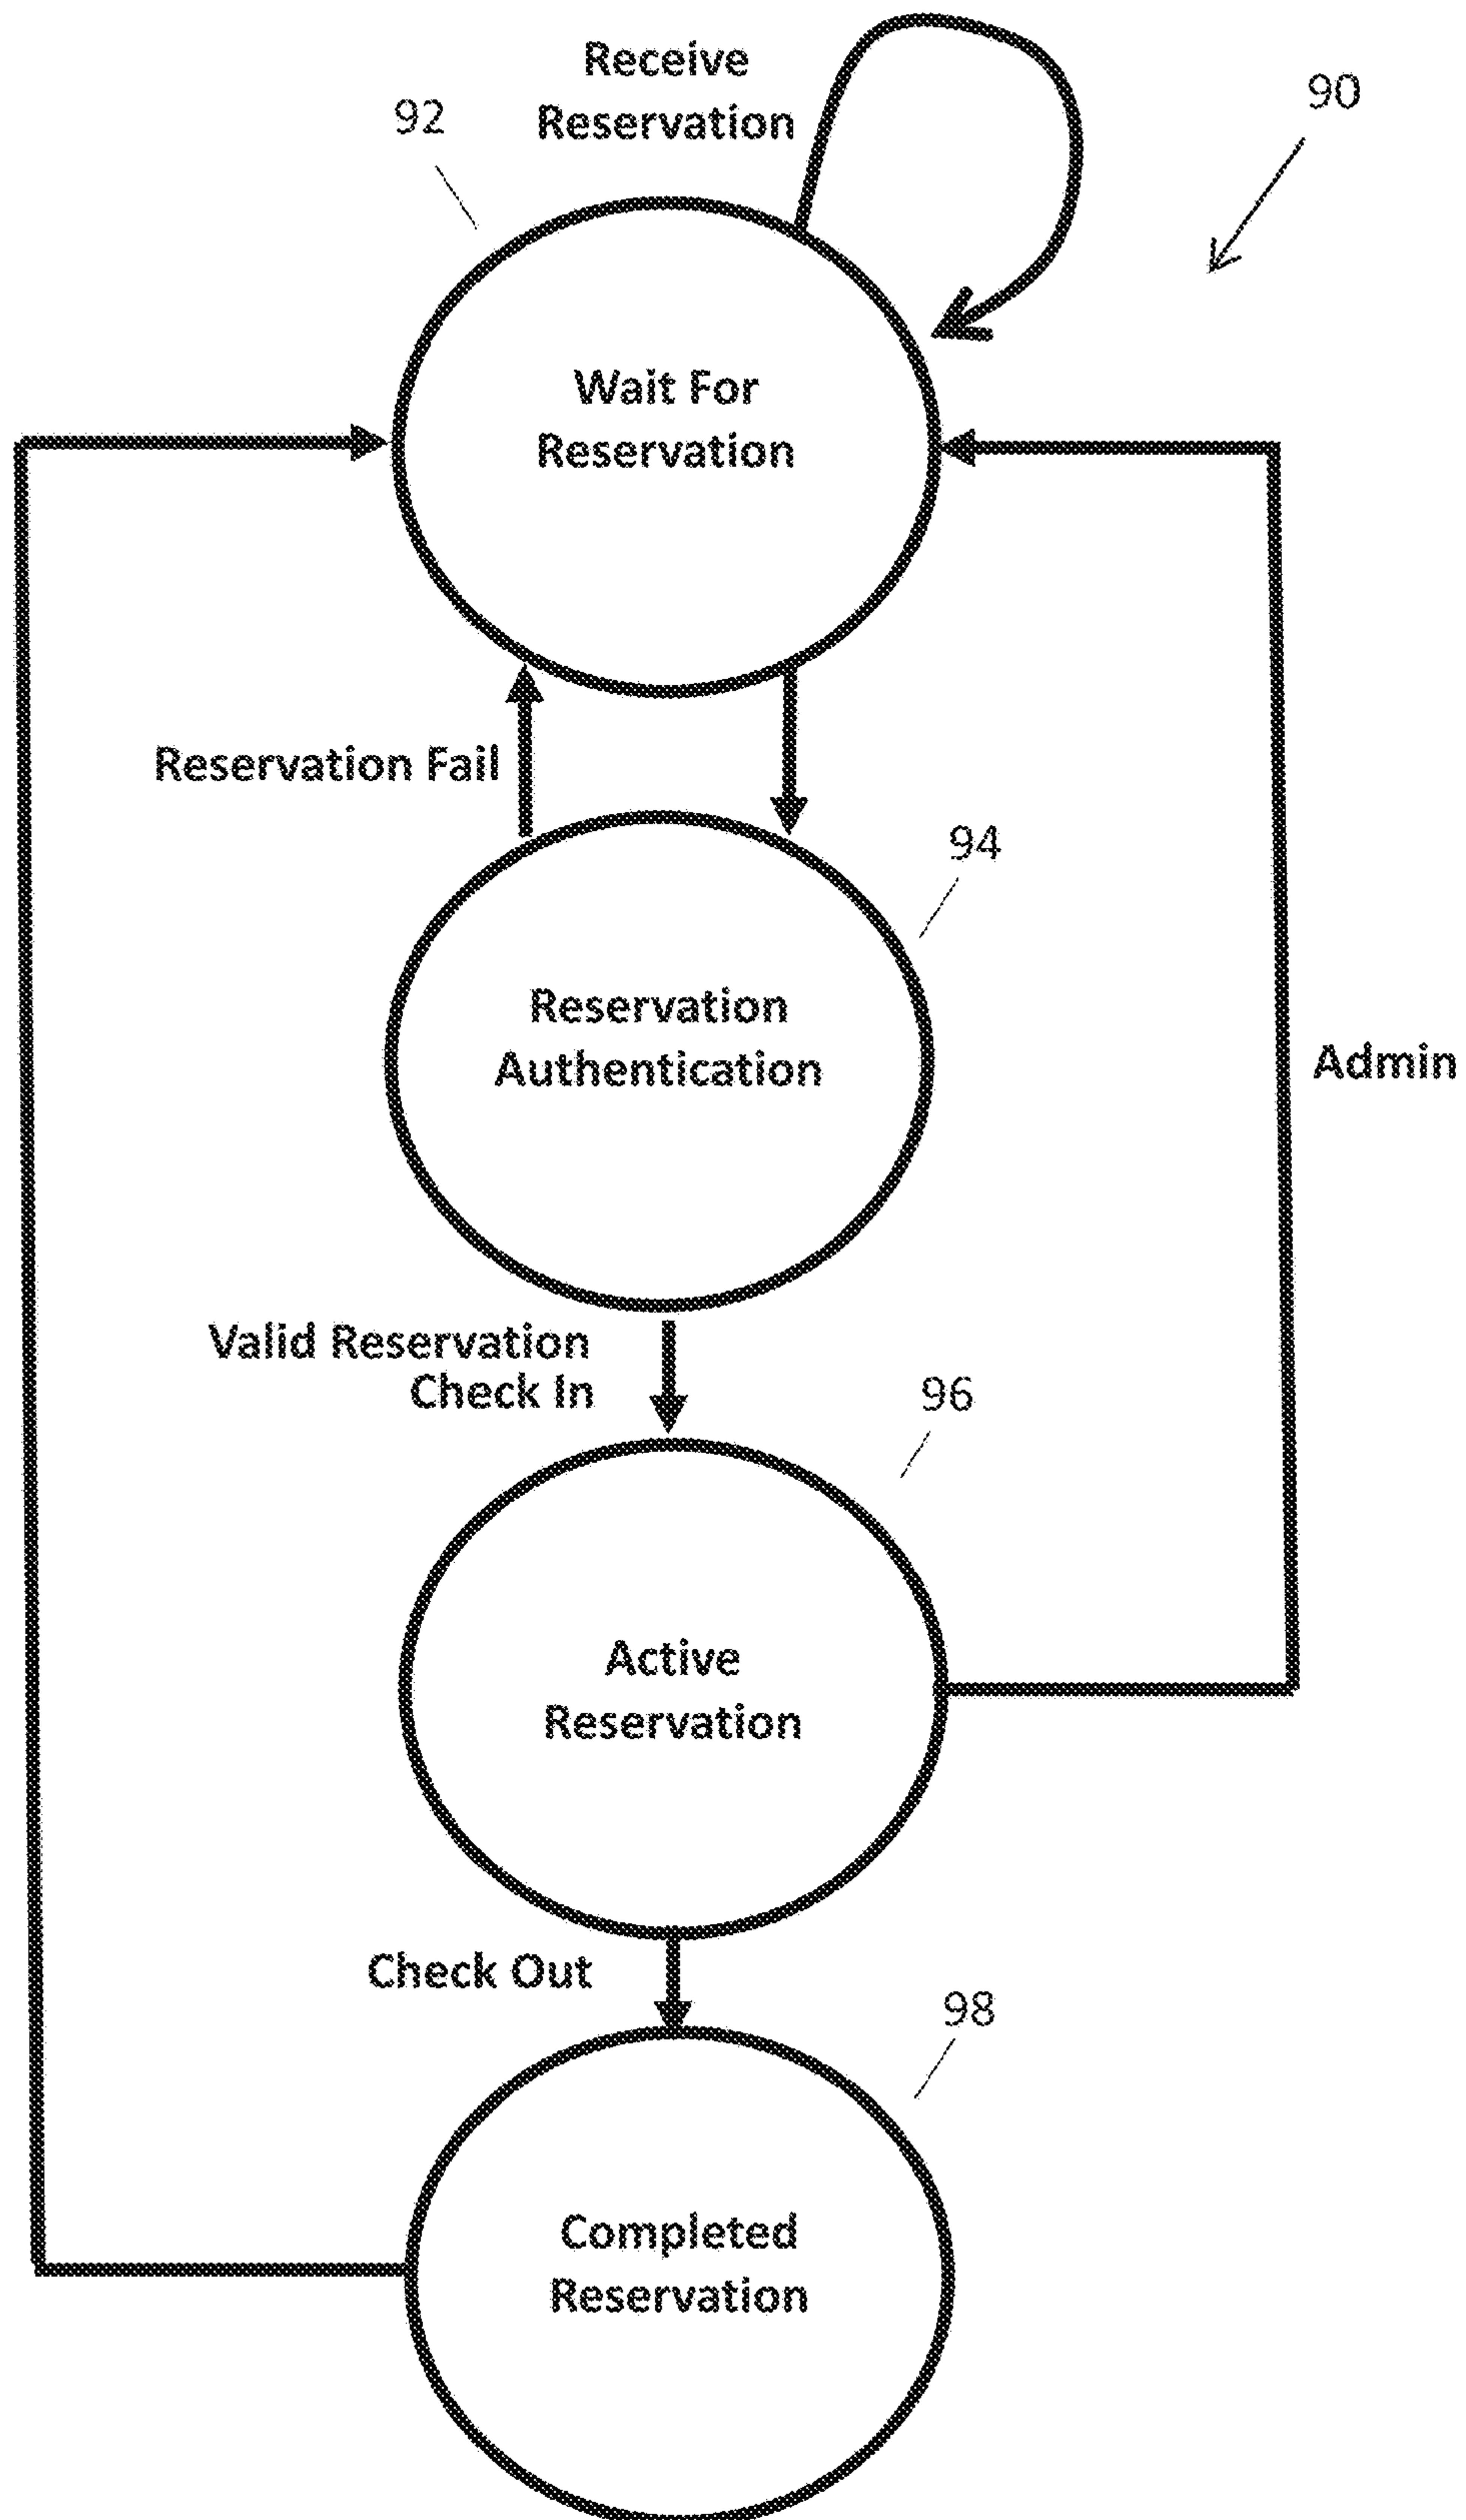 Receive
Reservation
92
90
Wait For
Reservation
Reservation Fail
94
Reservation
Authentication
Admin
Valid Reservation
Check In
96
Active
Reservation
Check Out
98
Completed
Reservation